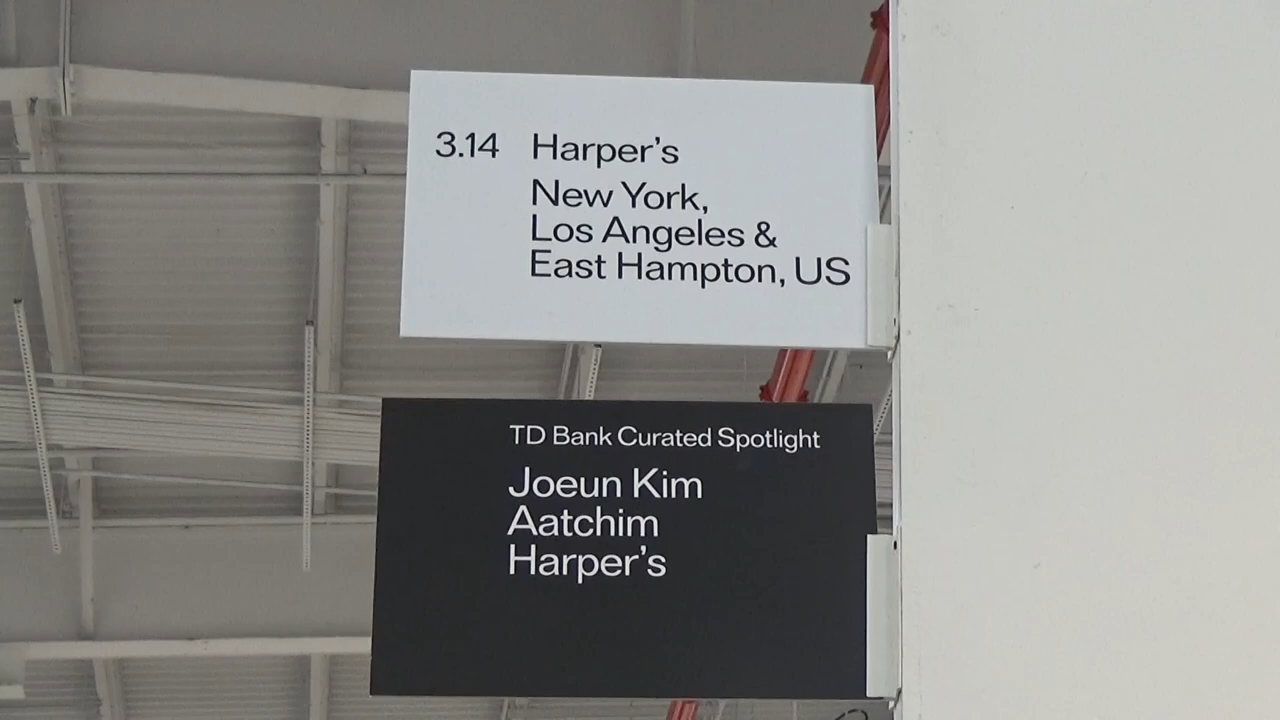 3.14 Harper's
New York,
Los Angeles &
East Hampton, US
TD Bank Curated Spotlight
Joeun Kim
Aatchim
Harper's